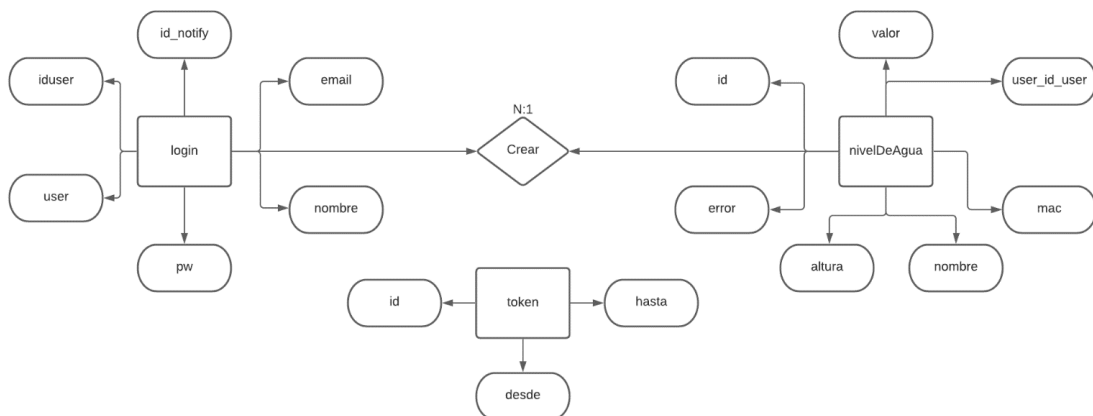 id_notify
valor
iduser
email
id
user_id_user
N:1
login
Crear
nivelDeAgua
user
nombre
error
mac
pw
altura
nombre
id
token
hasta
desde